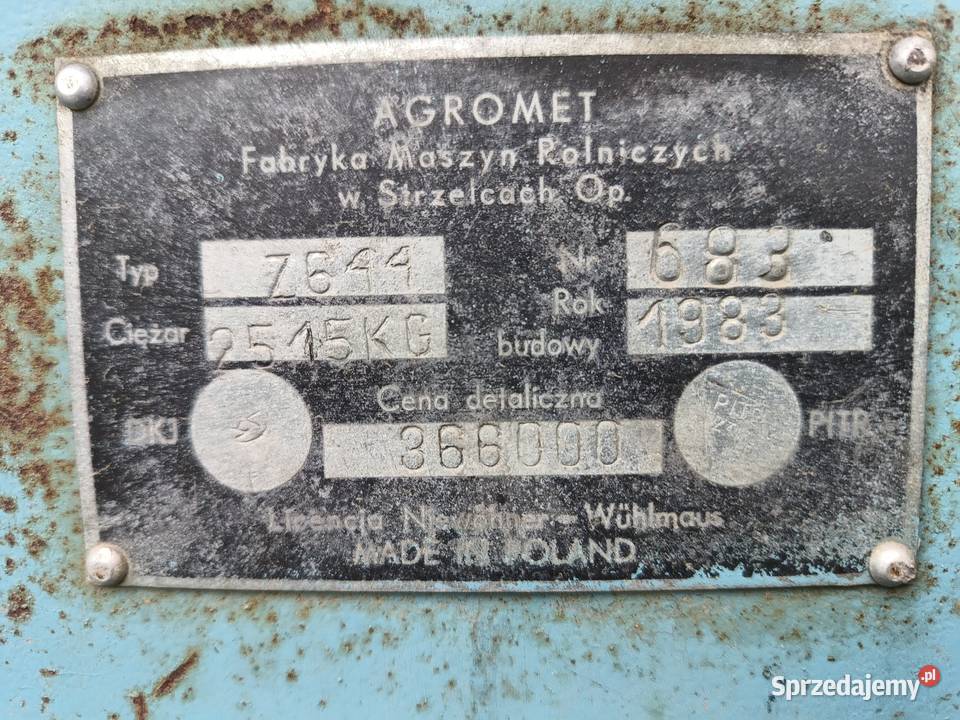 AGROMET
Fabryka Maszyn Rolniczych
w Strzelcach Op.
Typ Z644 Nr 683
Ciężar 2515KG Rok budowy 1983
Cena detaliczna
DKJ 366000 PITR
Licencja Niewöhner – Wühlmaus
MADE IN POLAND
Sprzedajemy.pl